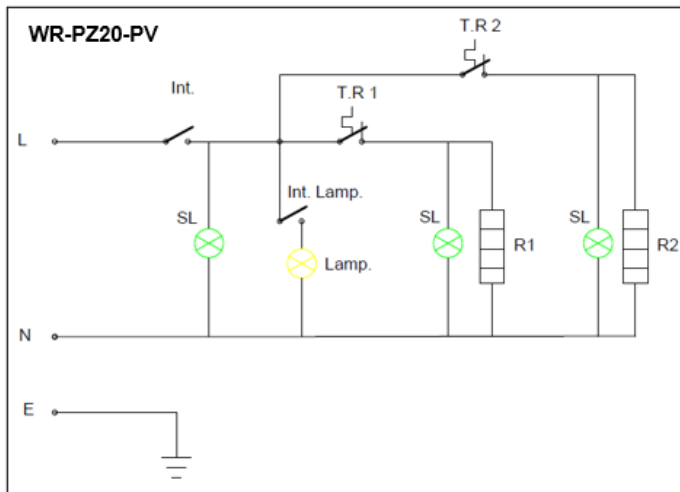 WR-PZ20-PV
T.R 2
Int.
T.R 1
L
Int. Lamp.
SL
SL
SL
R1
R2
Lamp.
N
E